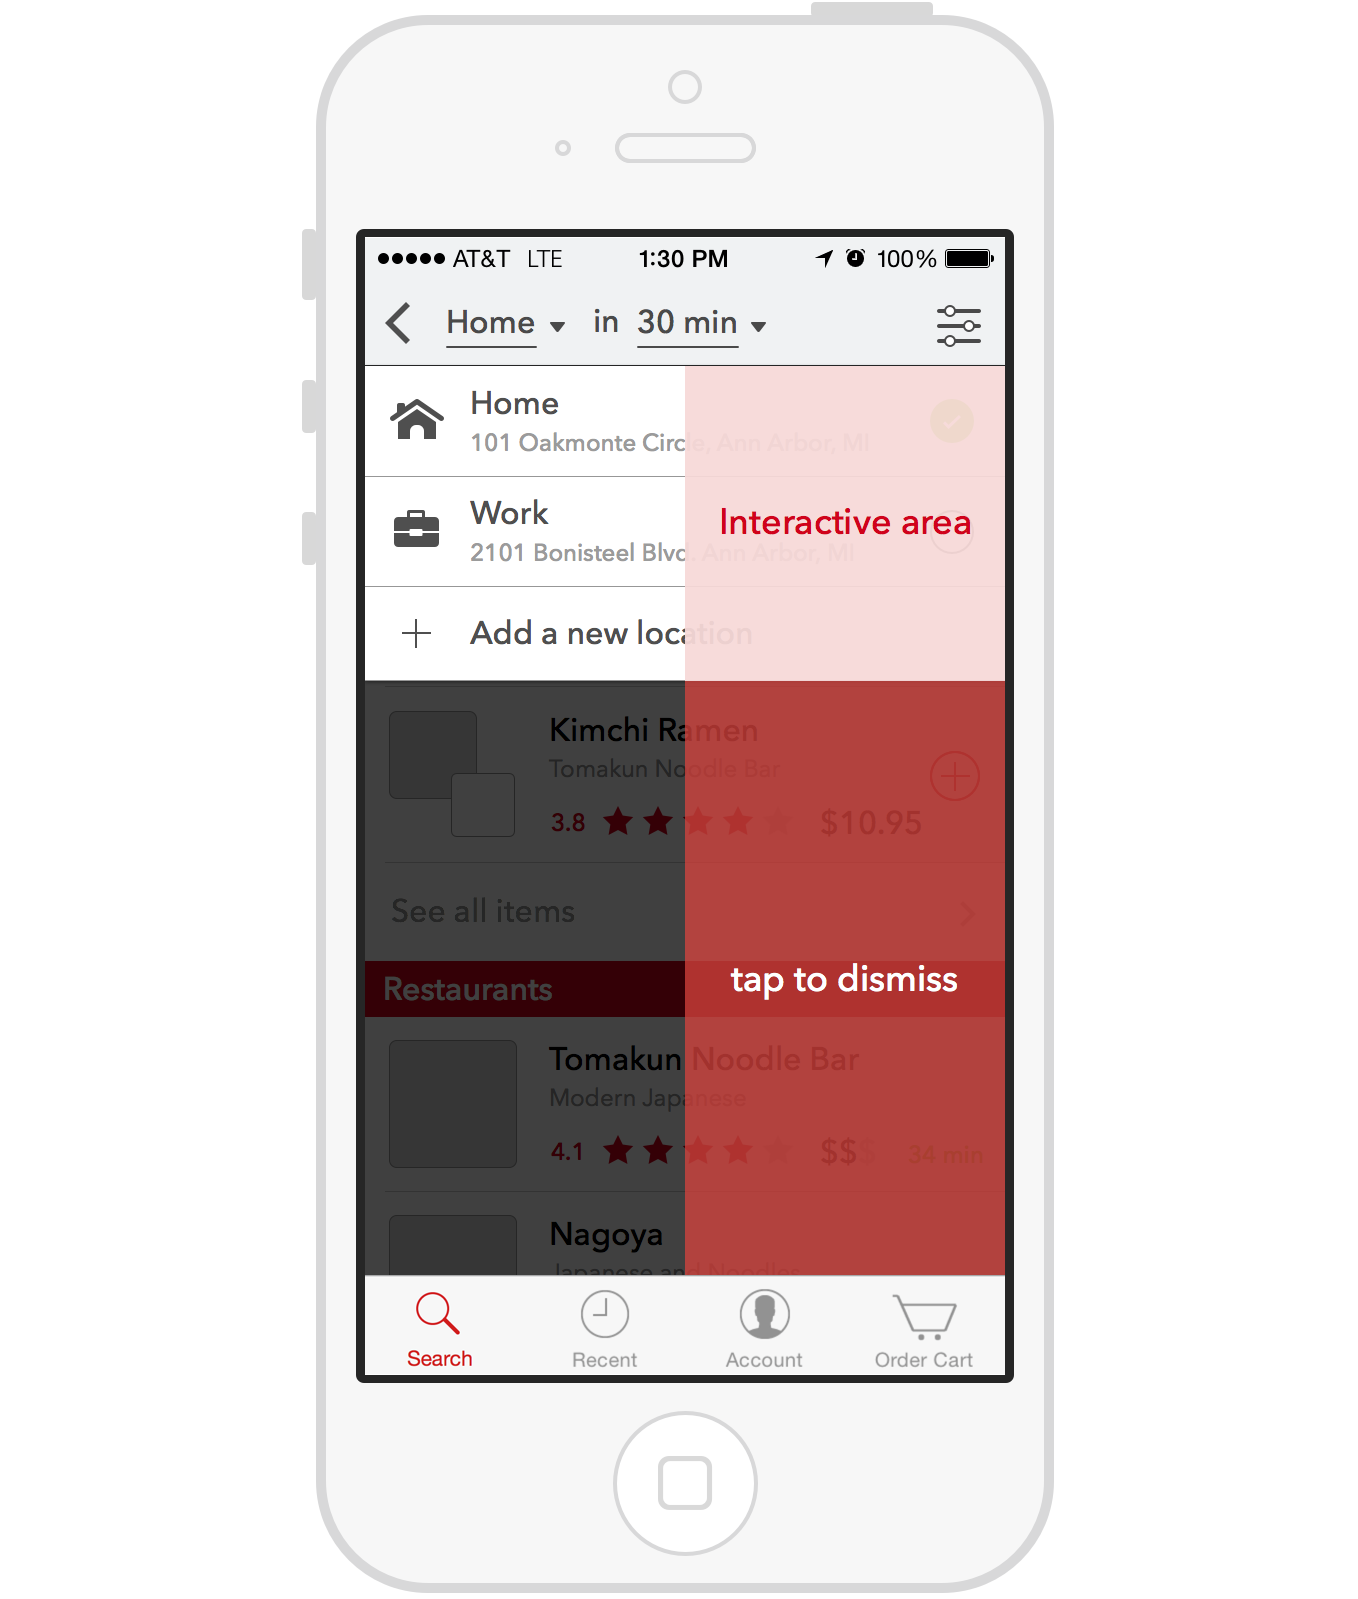 AT&T LTE 1:30 PM 100%
Home in 30 min
Home
101 Oakmonte Circle, Ann Arbor, MI
Work
2101 Bonisteel Blvd. Ann Arbor, MI
Interactive area
Add a new location
Kimchi Ramen
Tomakun Noodle Bar
3.8 $10.95
See all items
Restaurants
tap to dismiss
Tomakun Noodle Bar
Modern Japanese
4.1 $$$ 34 min
Nagoya
Japanese and Noodles
Search Recent Account Order Cart